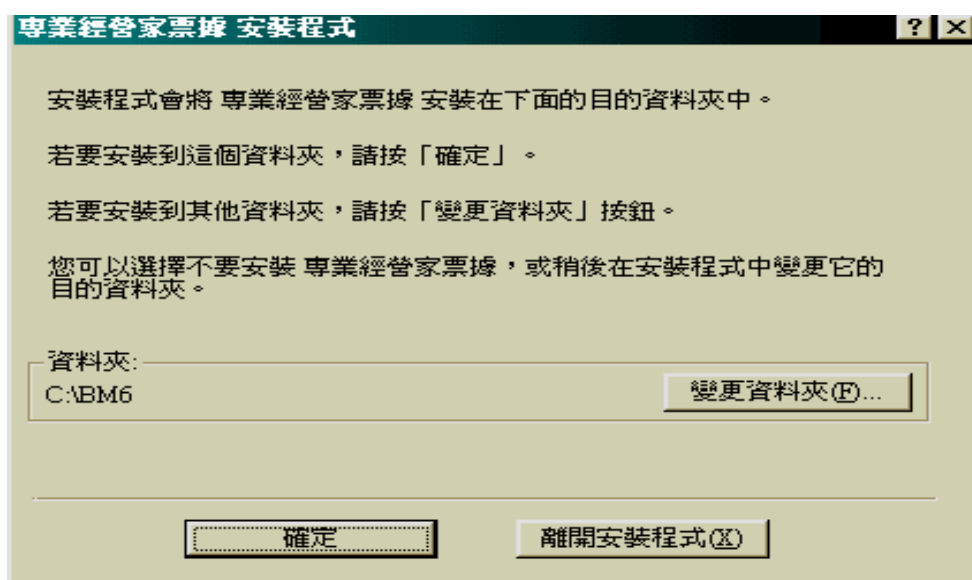 專業經營家票據 安裝程式
安裝程式會將 專業經營家票據 安裝在下面的目的資料夾中。
若要安裝到這個資料夾，請按「確定」。
若要安裝到其他資料夾，請按「變更資料夾」按鈕。
您可以選擇不要安裝 專業經營家票據，或稍後在安裝程式中變更它的
目的資料夾。
資料夾:
C:\BM6
變更資料夾(F)...
確定
離開安裝程式(X)